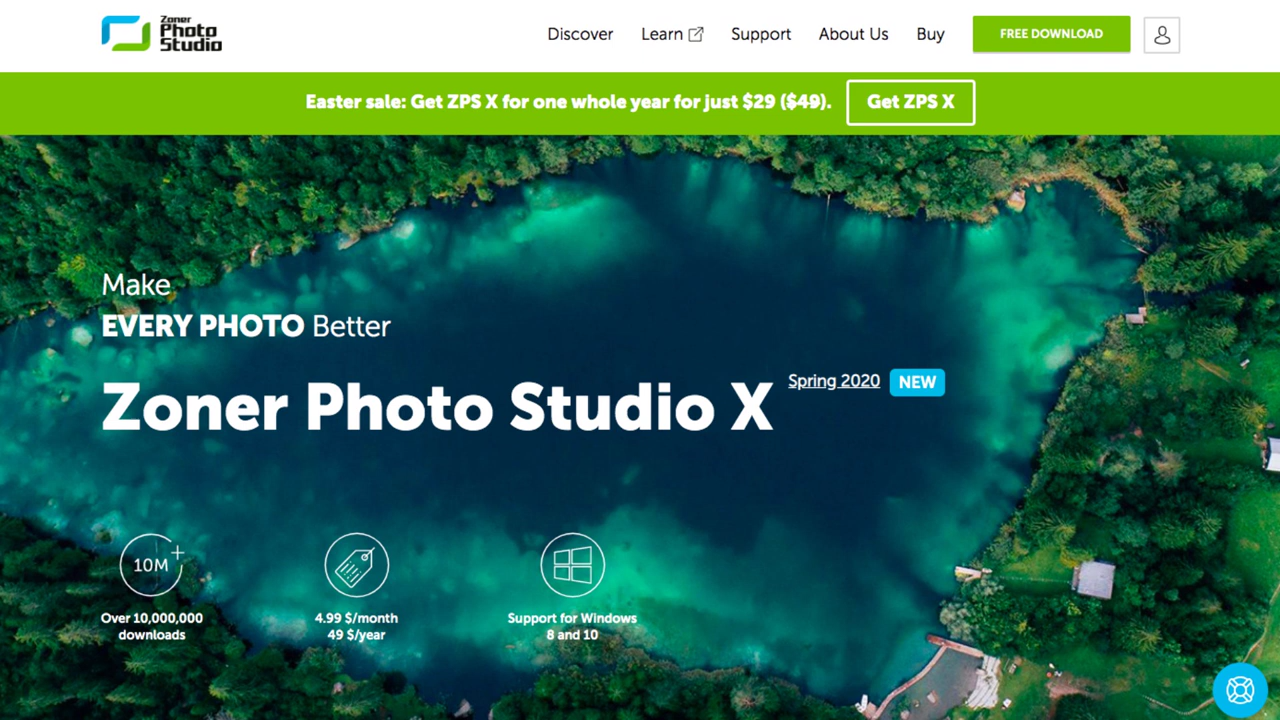 Zoner
Photo
Studio
Discover
Learn
Support
About Us
Buy
FREE DOWNLOAD
Easter sale: Get ZPS X for one whole year for just $29 ($49).
Get ZPS X
Make
EVERY PHOTO Better
Zoner Photo Studio X
Spring 2020
NEW
10M+
Over 10,000,000
downloads
4.99 $/month
49 $/year
Support for Windows
8 and 10